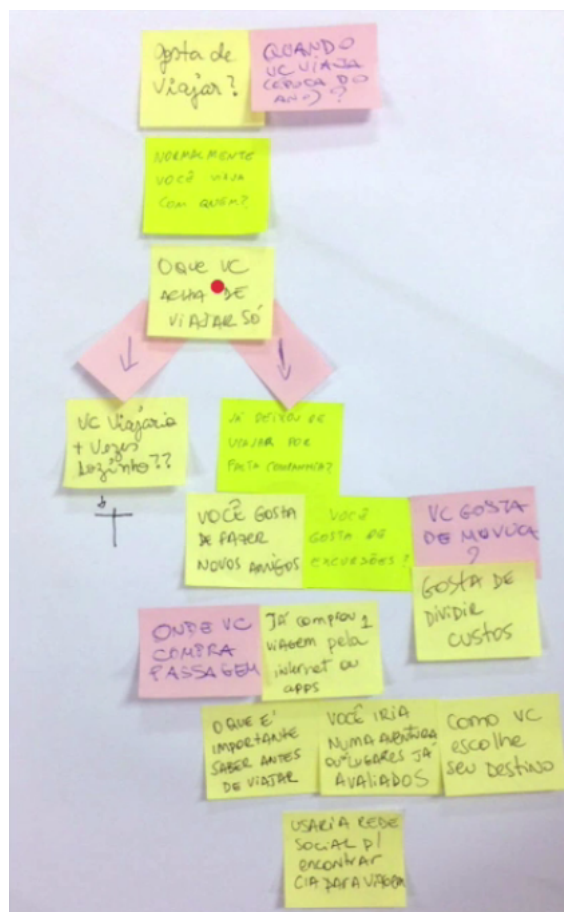 gosta de
Viajar?
QUANDO
VC VIAJA
(EPOCA DO
ANO)?
NORMALMENTE
VOCÊ VIAJA
COM QUEM?
O QUE VC
ACHA DE
VIAJAR SÓ
VC Viajaria
+ Vezes
Sozinho??
JÁ DEIXOU DE
VIAJAR POR
FALTA COMPANHIA?
VOCÊ GOSTA
DE FAZER
NOVOS AMIGOS
VOCÊ
GOSTA DE
EXCURSÕES?
VC GOSTA
DE MUVUCA
?
GOSTA DE
DIVIDIR
CUSTOS
ONDE VC
COMPRA
PASSAGEM
JÁ comprou 1
viagem pela
internet ou
apps
O QUE É
IMPORTANTE
SABER ANTES
DE VIAJAR
VOCÊ IRIA
NUMA AVENTURA
OU LUGARES JÁ
AVALIADOS
Como VC
escolhe
seu DESTINO
USARIA REDE
SOCIAL P/
encontrar
CIA PARA VIAGEM